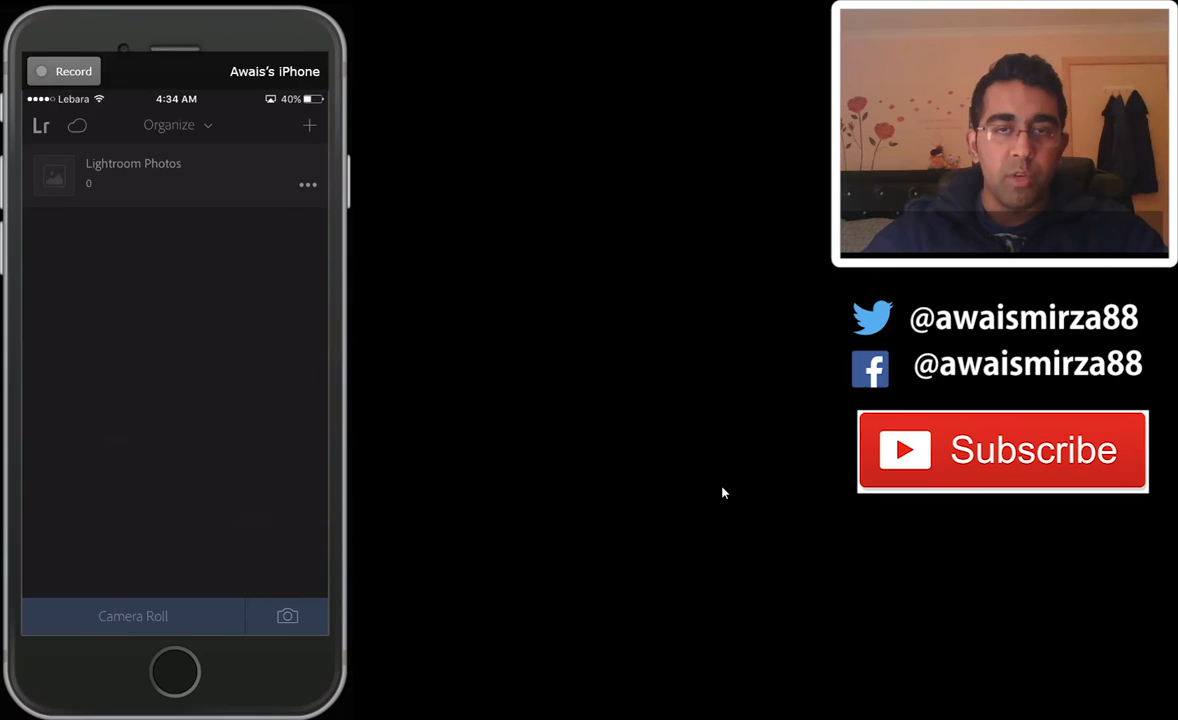 Record
Awais's iPhone
Lebara
4:34 AM
40%
Lr
Organize
+
Lightroom Photos
0
Camera Roll
@awaismirza88
@awaismirza88
Subscribe